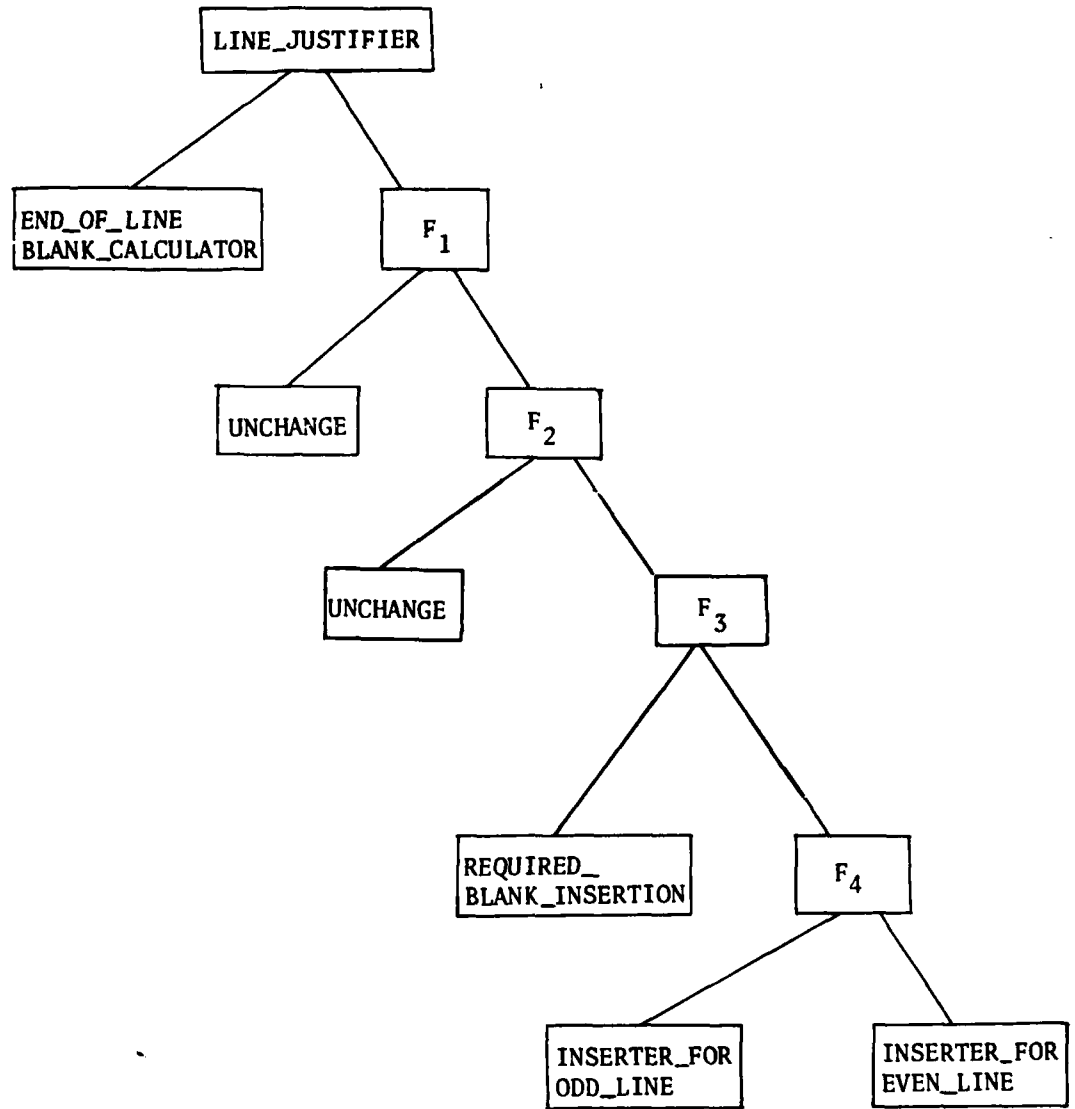 LINE_JUSTIFIER
END_OF_LINE
BLANK_CALCULATOR
F1
UNCHANGE
F2
UNCHANGE
F3
REQUIRED_
BLANK_INSERTION
F4
INSERTER_FOR
ODD_LINE
INSERTER_FOR
EVEN_LINE